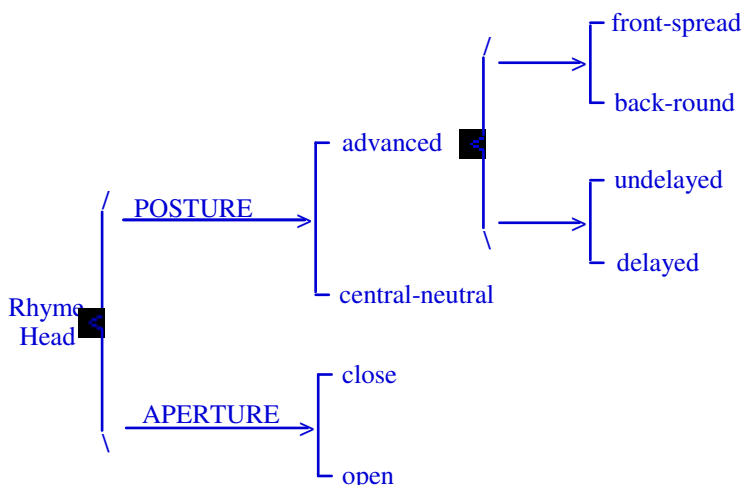 front-spread
back-round
advanced
undelayed
POSTURE
delayed
central-neutral
Rhyme
Head
close
APERTURE
open